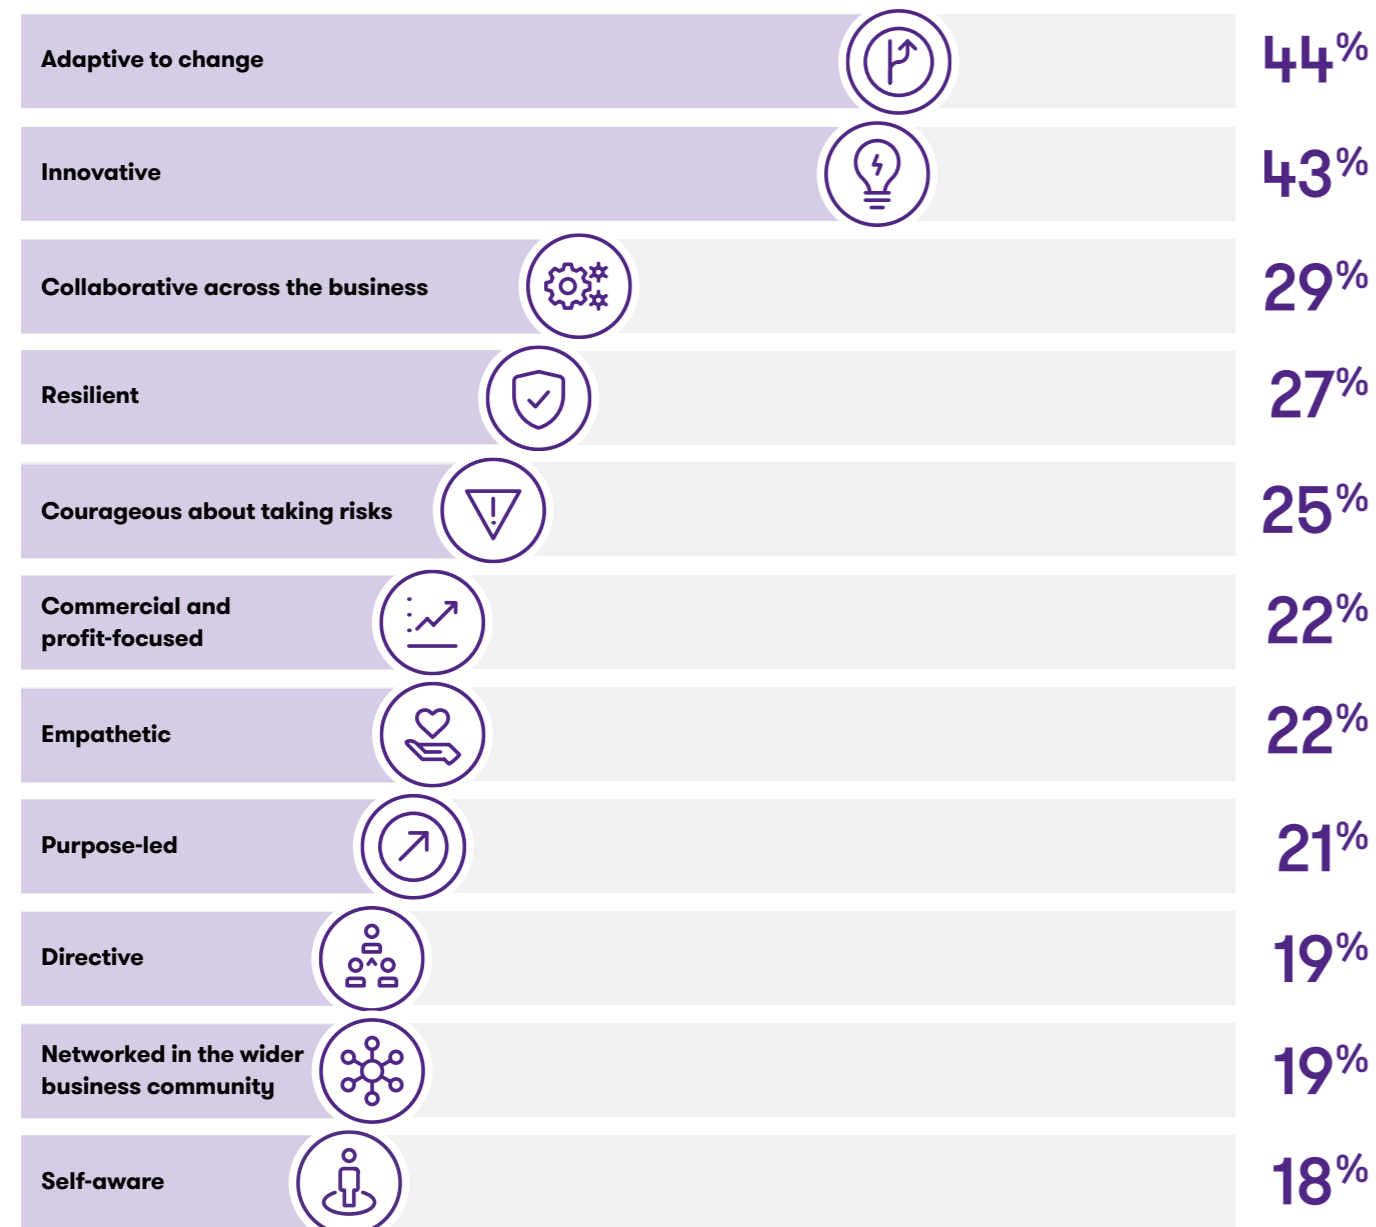 Adaptive to change
44%
Innovative
43%
Collaborative across the business
29%
Resilient
27%
Courageous about taking risks
25%
Commercial and
profit-focused
22%
Empathetic
22%
Purpose-led
21%
Directive
19%
Networked in the wider
business community
19%
Self-aware
18%